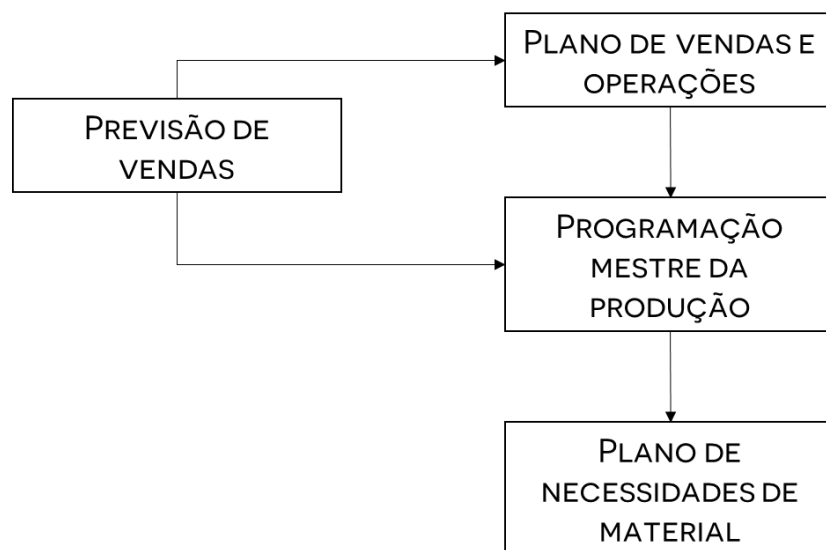 PLANO DE VENDAS E
OPERAÇÕES
PREVISÃO DE
VENDAS
PROGRAMAÇÃO
MESTRE DA
PRODUÇÃO
PLANO DE
NECESSIDADES DE
MATERIAL